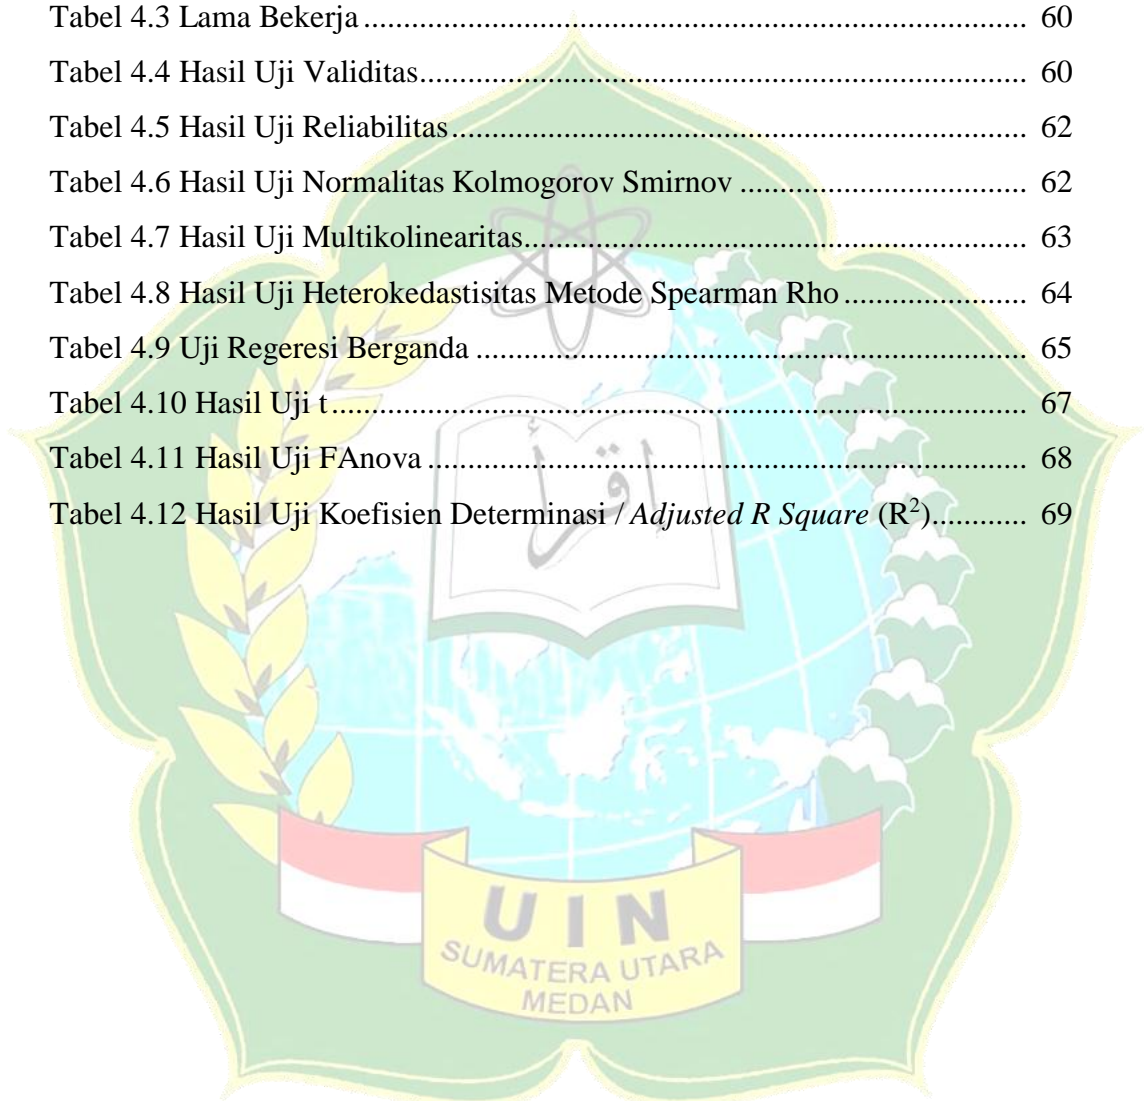 Tabel 4.3 Lama Bekerja ........................................................................................ 60
Tabel 4.4 Hasil Uji Validitas................................................................................ 60
Tabel 4.5 Hasil Uji Reliabilitas............................................................................ 62
Tabel 4.6 Hasil Uji Normalitas Kolmogorov Smirnov ...................................... 62
Tabel 4.7 Hasil Uji Multikolinearitas.................................................................. 63
Tabel 4.8 Hasil Uji Heterokedastisitas Metode Spearman Rho ........................ 64
Tabel 4.9 Uji Regeresi Berganda ......................................................................... 65
Tabel 4.10 Hasil Uji t............................................................................................ 67
Tabel 4.11 Hasil Uji FAnova ................................................................................ 68
Tabel 4.12 Hasil Uji Koefisien Determinasi / Adjusted R Square (R²)............ 69
إقرأ
UIN
SUMATERA UTARA
MEDAN